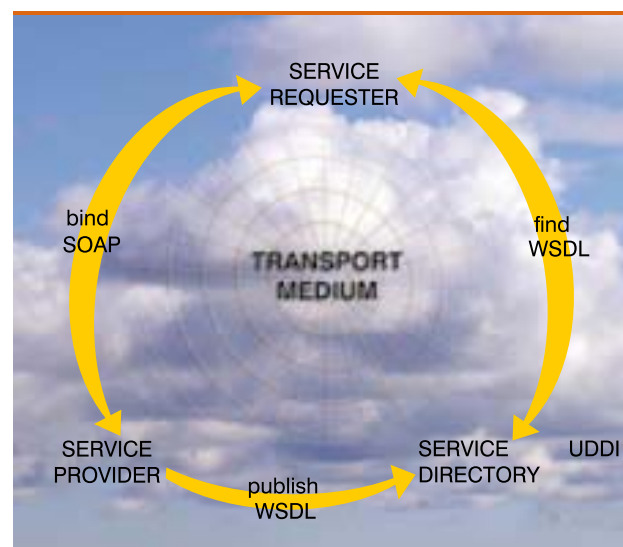 SERVICE
REQUESTER
bind
SOAP
find
WSDL
TRANSPORT
MEDIUM
SERVICE
PROVIDER
SERVICE
DIRECTORY
UDDI
publish
WSDL